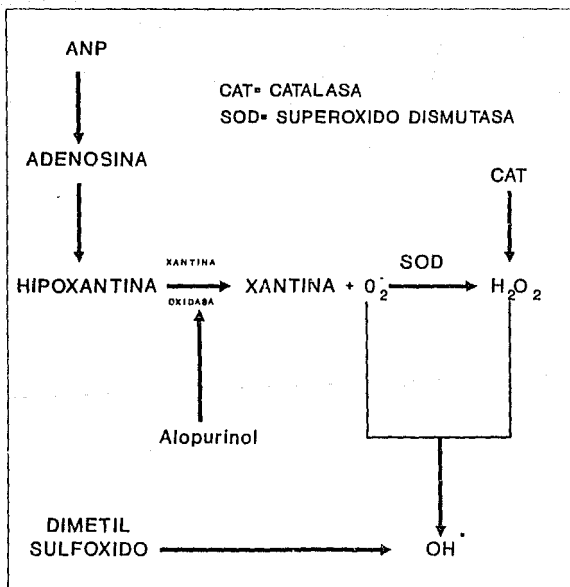 ANP
CAT= CATALASA
SOD= SUPEROXIDO DISMUTASA
ADENOSINA
CAT
XANTINA
SOD
HIPOXANTINA
XANTINA + O₂⁻
H₂O₂
OXIDASA
Alopurinol
DIMETIL
SULFOXIDO
OH˙